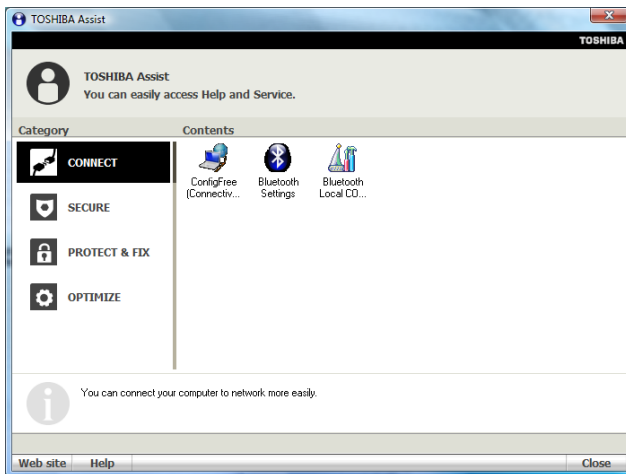 TOSHIBA Assist
TOSHIBA
TOSHIBA Assist
You can easily access Help and Service.
Category
Contents
CONNECT
SECURE
PROTECT & FIX
OPTIMIZE
ConfigFree
(Connectiv...
Bluetooth
Settings
Bluetooth
Local CO...
You can connect your computer to network more easily.
Web site
Help
Close